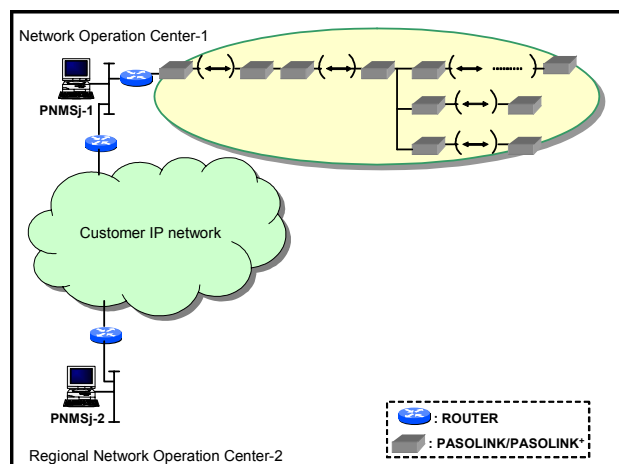 Network Operation Center-1
PNMSj-1
Customer IP network
PNMSj-2
: ROUTER
: PASOLINK/PASOLINK+
Regional Network Operation Center-2